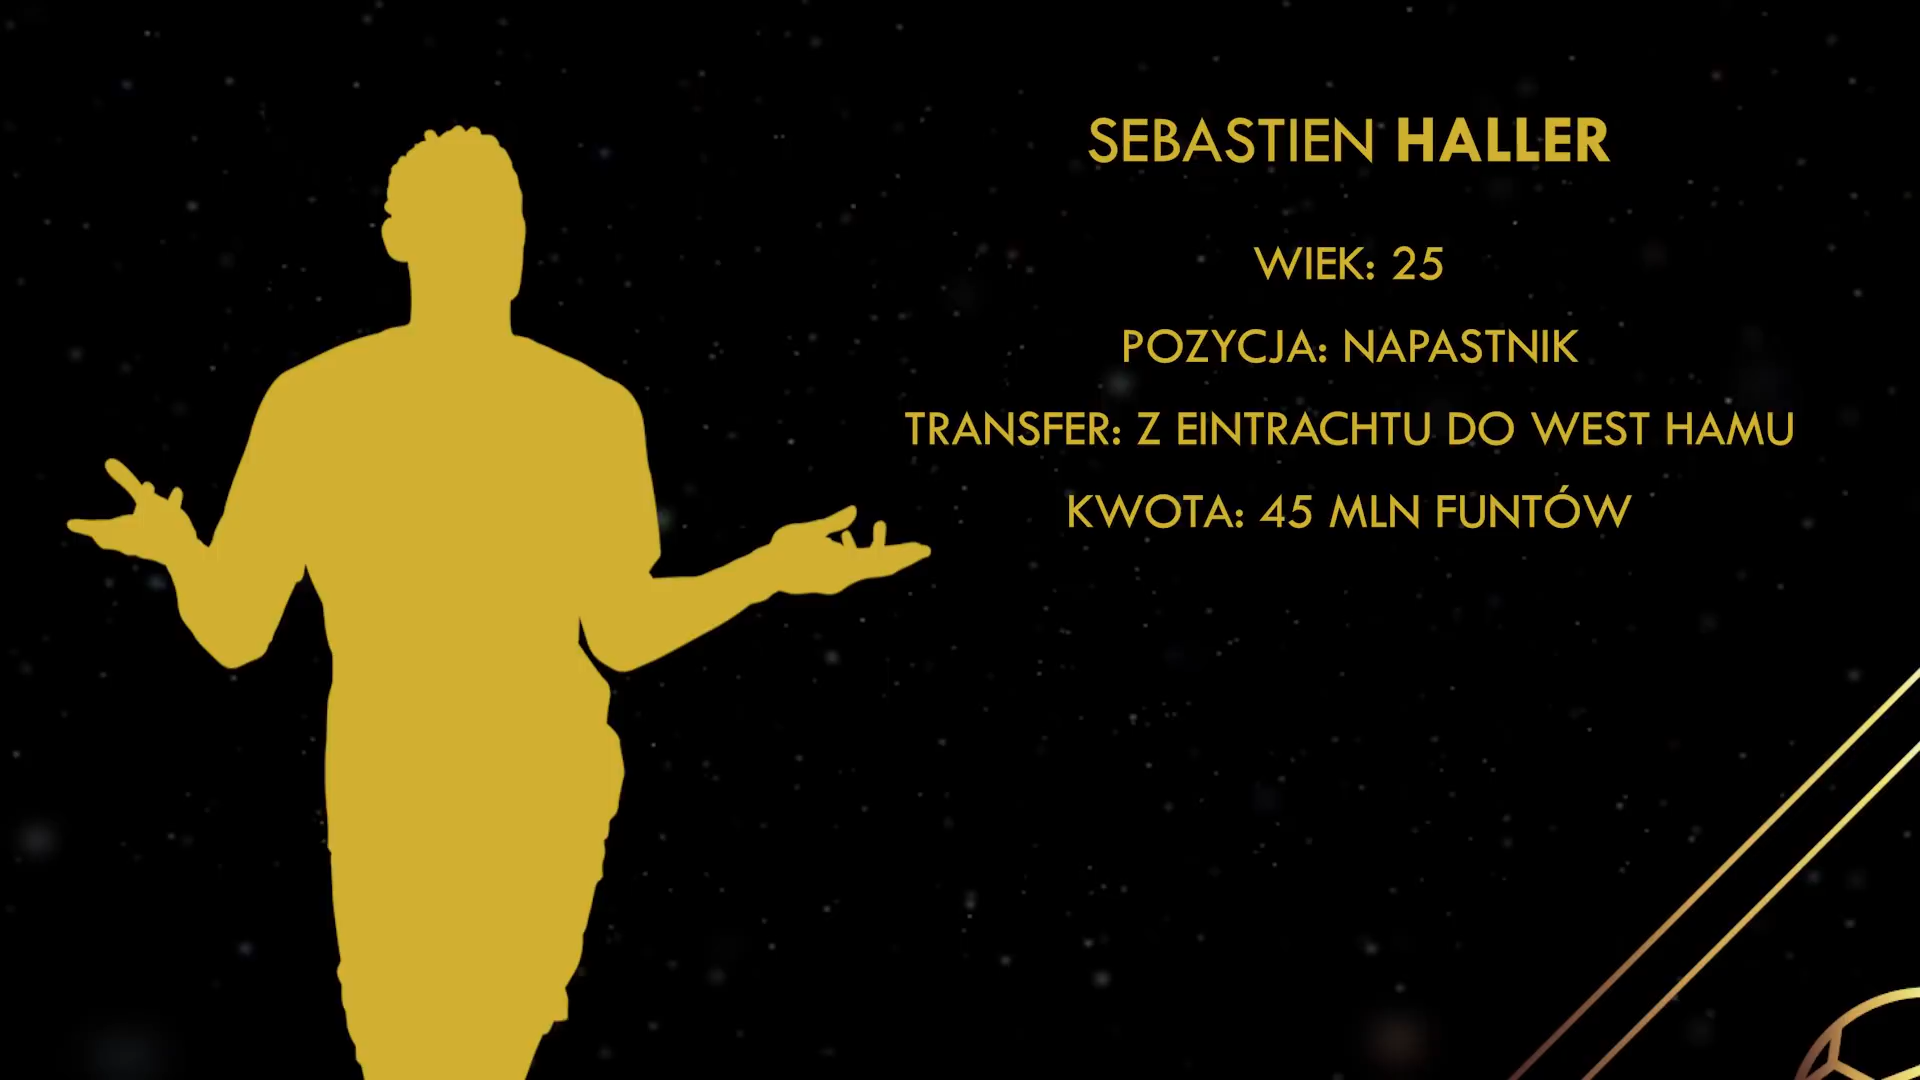 SEBASTIEN HALLER
WIEK: 25
POZYCJA: NAPASTNIK
TRANSFER: Z EINTRACHTU DO WEST HAMU
KWOTA: 45 MLN FUNTÓW